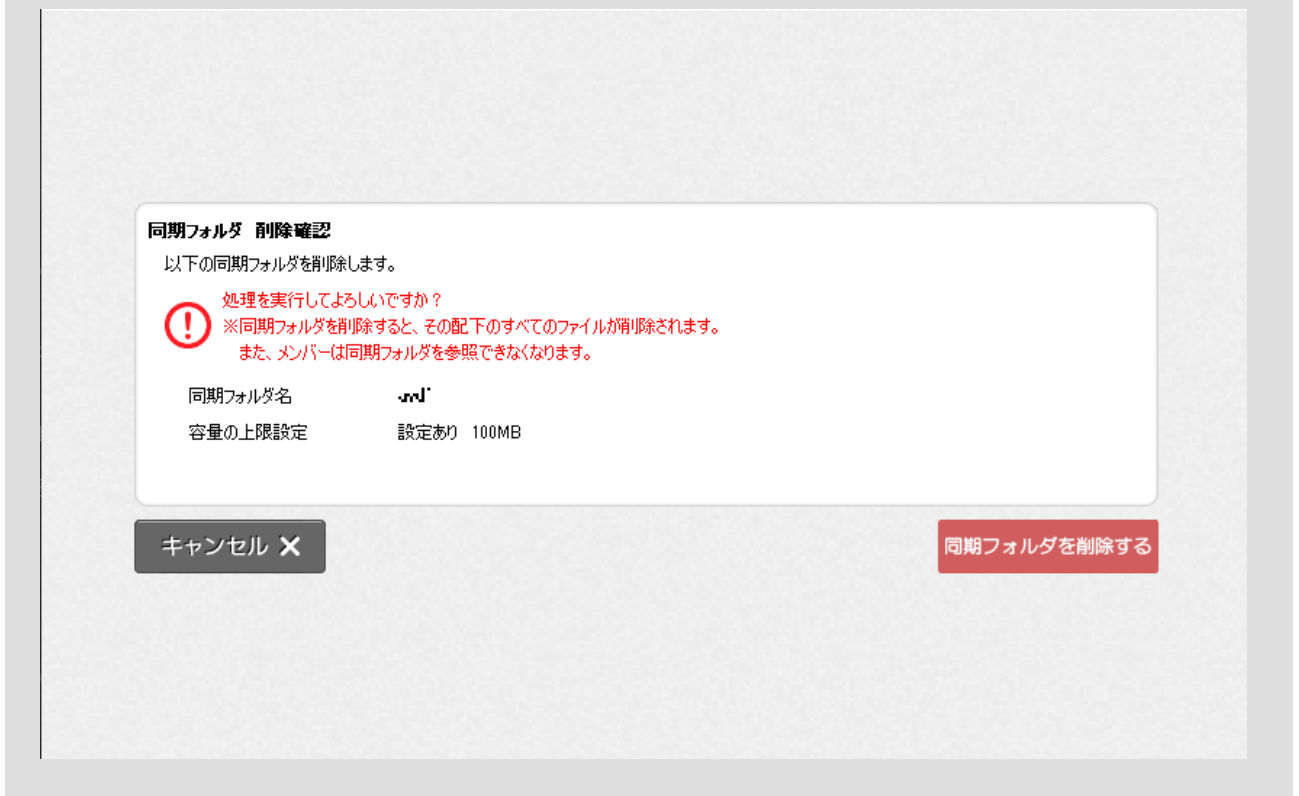 同期フォルダ 削除確認
以下の同期フォルダを削除します。
処理を実行してよろしいですか？
※同期フォルダを削除すると、その配下のすべてのファイルが削除されます。
また、メンバーは同期フォルダを参照できなくなります。
同期フォルダ名
容量の上限設定 設定あり 100MB
キャンセル ✕
同期フォルダを削除する